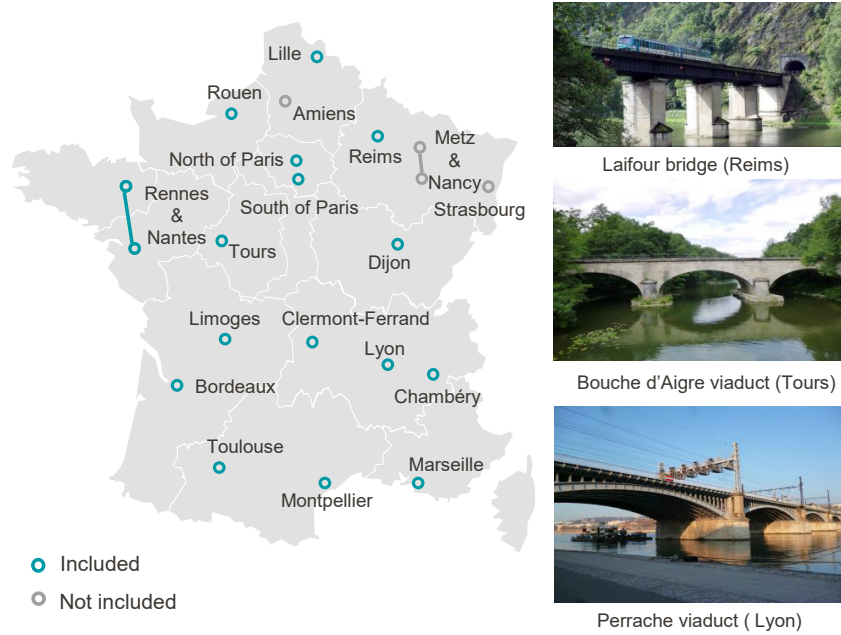 Lille
Rouen
Amiens
Metz
&
Nancy
Reims
North of Paris
Strasbourg
South of Paris
Rennes
&
Nantes
Tours
Dijon
Limoges
Clermont-Ferrand
Lyon
Bordeaux
Chambéry
Toulouse
Marseille
Montpellier
Included
Not included
Laifour bridge (Reims)
Bouche d’Aigre viaduct (Tours)
Perrache viaduct ( Lyon)